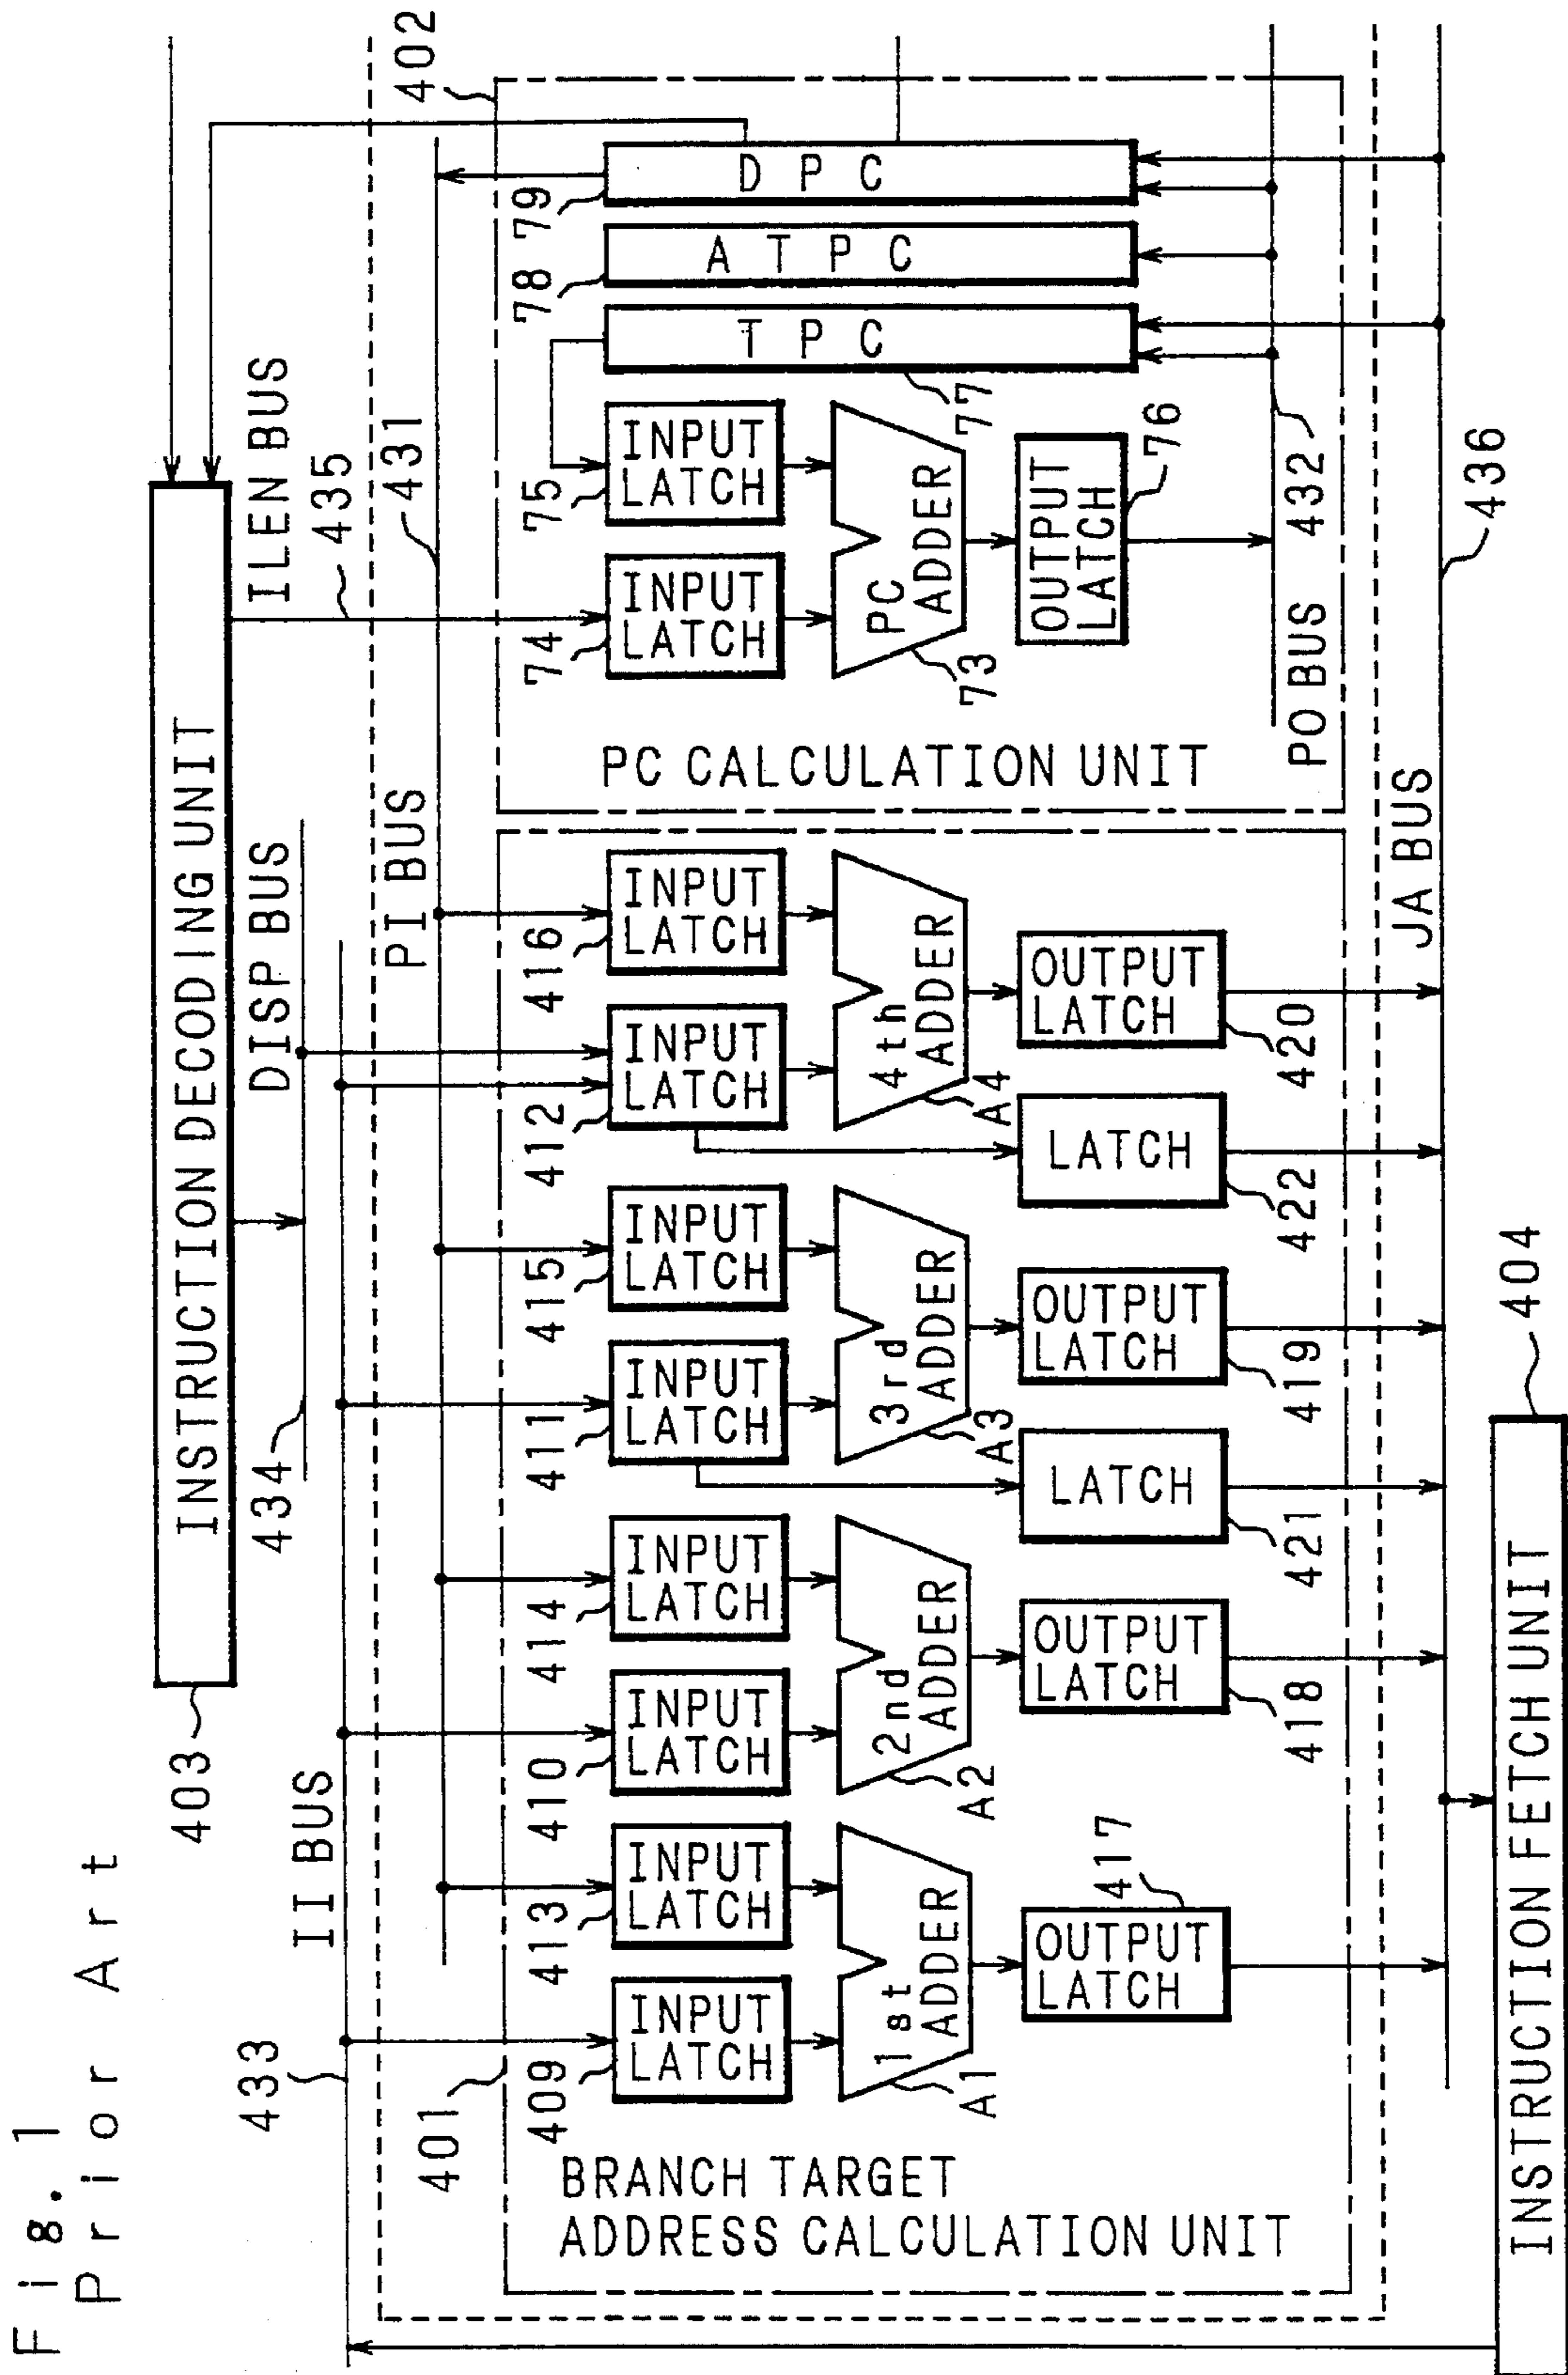 Fig. 1
Prior Art
403
INSTRUCTION DECODING UNIT
II BUS
433
434
DISP BUS
ILEN BUS
435
PI BUS
431
402
401
409
INPUT
LATCH
413
INPUT
LATCH
410
INPUT
LATCH
414
INPUT
LATCH
411
INPUT
LATCH
415
INPUT
LATCH
412
INPUT
LATCH
416
INPUT
LATCH
74
INPUT
LATCH
75
INPUT
LATCH
78
79
TPC
77
ATPC
DPC
1st
ADDER
A1
2nd
ADDER
A2
3rd
ADDER
A3
4th
ADDER
A4
PC
ADDER
73
OUTPUT
LATCH
417
OUTPUT
LATCH
418
LATCH
421
OUTPUT
LATCH
419
LATCH
422
OUTPUT
LATCH
420
OUTPUT
LATCH
76
BRANCH TARGET
ADDRESS CALCULATION UNIT
PC CALCULATION UNIT
PO BUS
432
JA BUS
436
INSTRUCTION FETCH UNIT
404